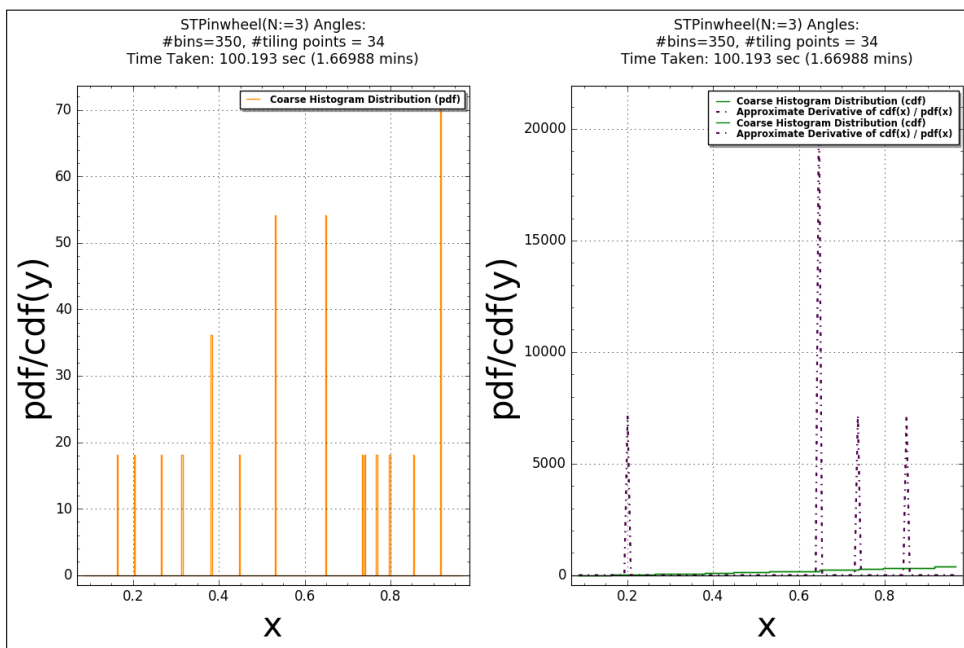 STPinwheel(N:=3) Angles:
#bins=350, #tiling points = 34
Time Taken: 100.193 sec (1.66988 mins)
Coarse Histogram Distribution (pdf)
70
60
50
40
30
20
10
0
pdf/cdf(y)
0.2 0.4 0.6 0.8
x
STPinwheel(N:=3) Angles:
#bins=350, #tiling points = 34
Time Taken: 100.193 sec (1.66988 mins)
Coarse Histogram Distribution (cdf)
Approximate Derivative of cdf(x) / pdf(x)
Coarse Histogram Distribution (cdf)
Approximate Derivative of cdf(x) / pdf(x)
20000
15000
10000
5000
0
pdf/cdf(y)
0.2 0.4 0.6 0.8
x